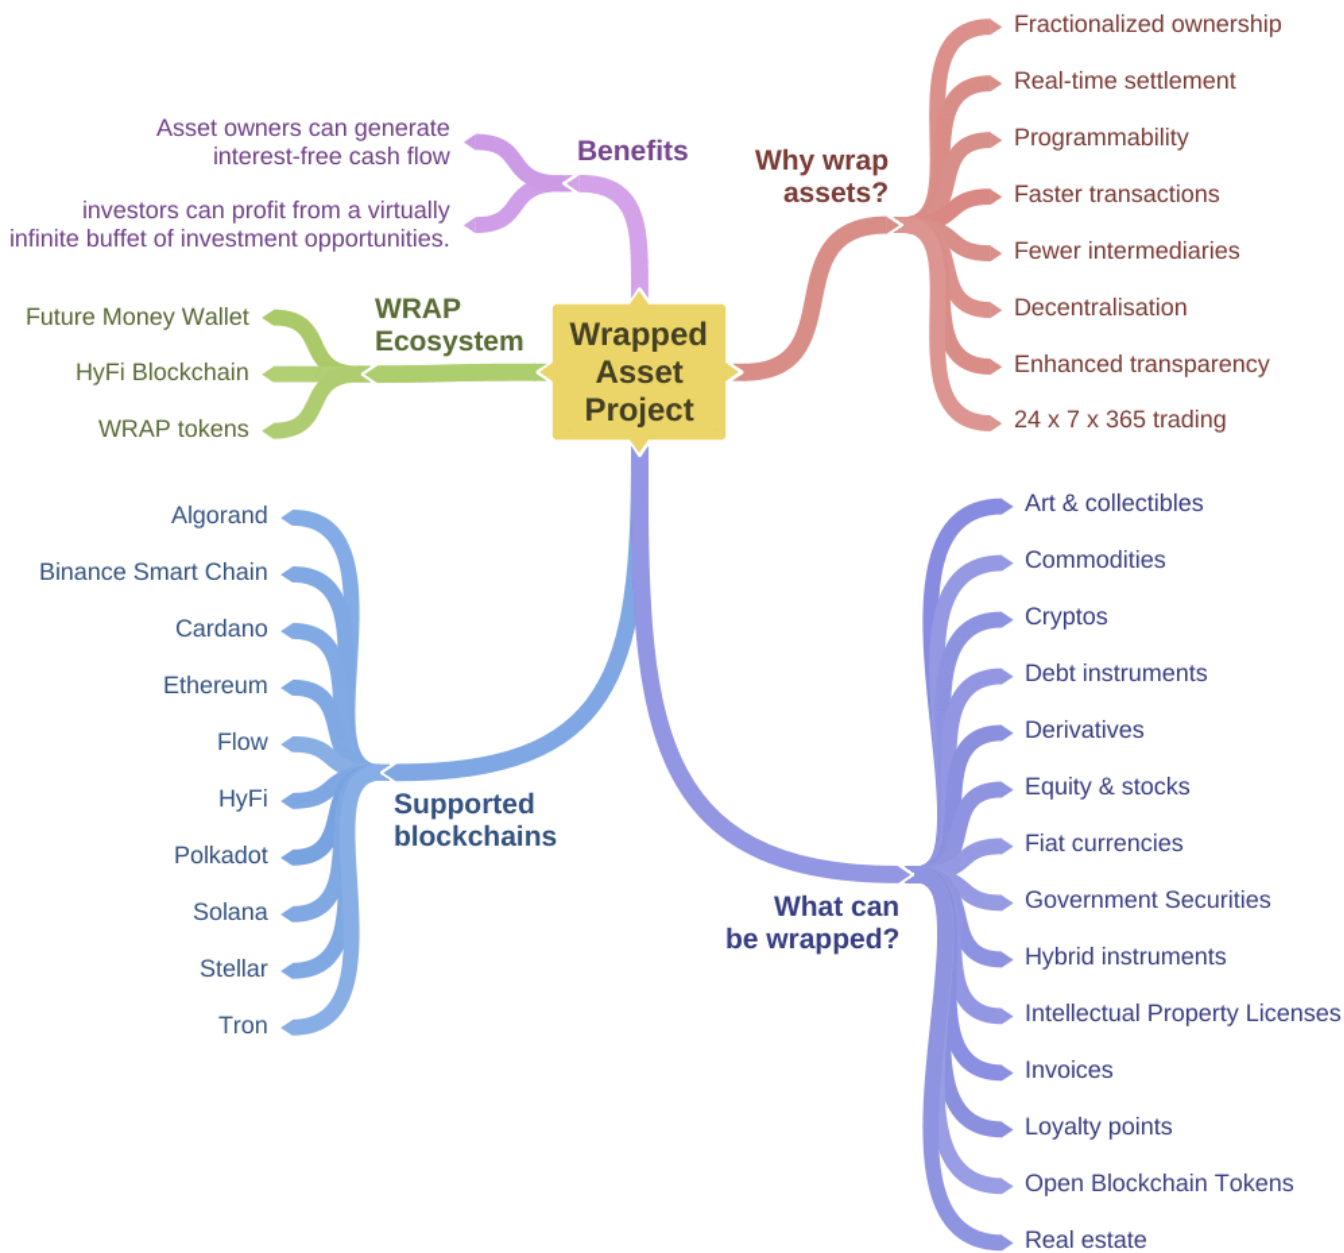 Wrapped
Asset
Project
Benefits
Asset owners can generate
interest-free cash flow
investors can profit from a virtually
infinite buffet of investment opportunities.
WRAP
Ecosystem
Future Money Wallet
HyFi Blockchain
WRAP tokens
Supported
blockchains
Algorand
Binance Smart Chain
Cardano
Ethereum
Flow
HyFi
Polkadot
Solana
Stellar
Tron
Why wrap
assets?
Fractionalized ownership
Real-time settlement
Programmability
Faster transactions
Fewer intermediaries
Decentralisation
Enhanced transparency
24 x 7 x 365 trading
What can
be wrapped?
Art & collectibles
Commodities
Cryptos
Debt instruments
Derivatives
Equity & stocks
Fiat currencies
Government Securities
Hybrid instruments
Intellectual Property Licenses
Invoices
Loyalty points
Open Blockchain Tokens
Real estate